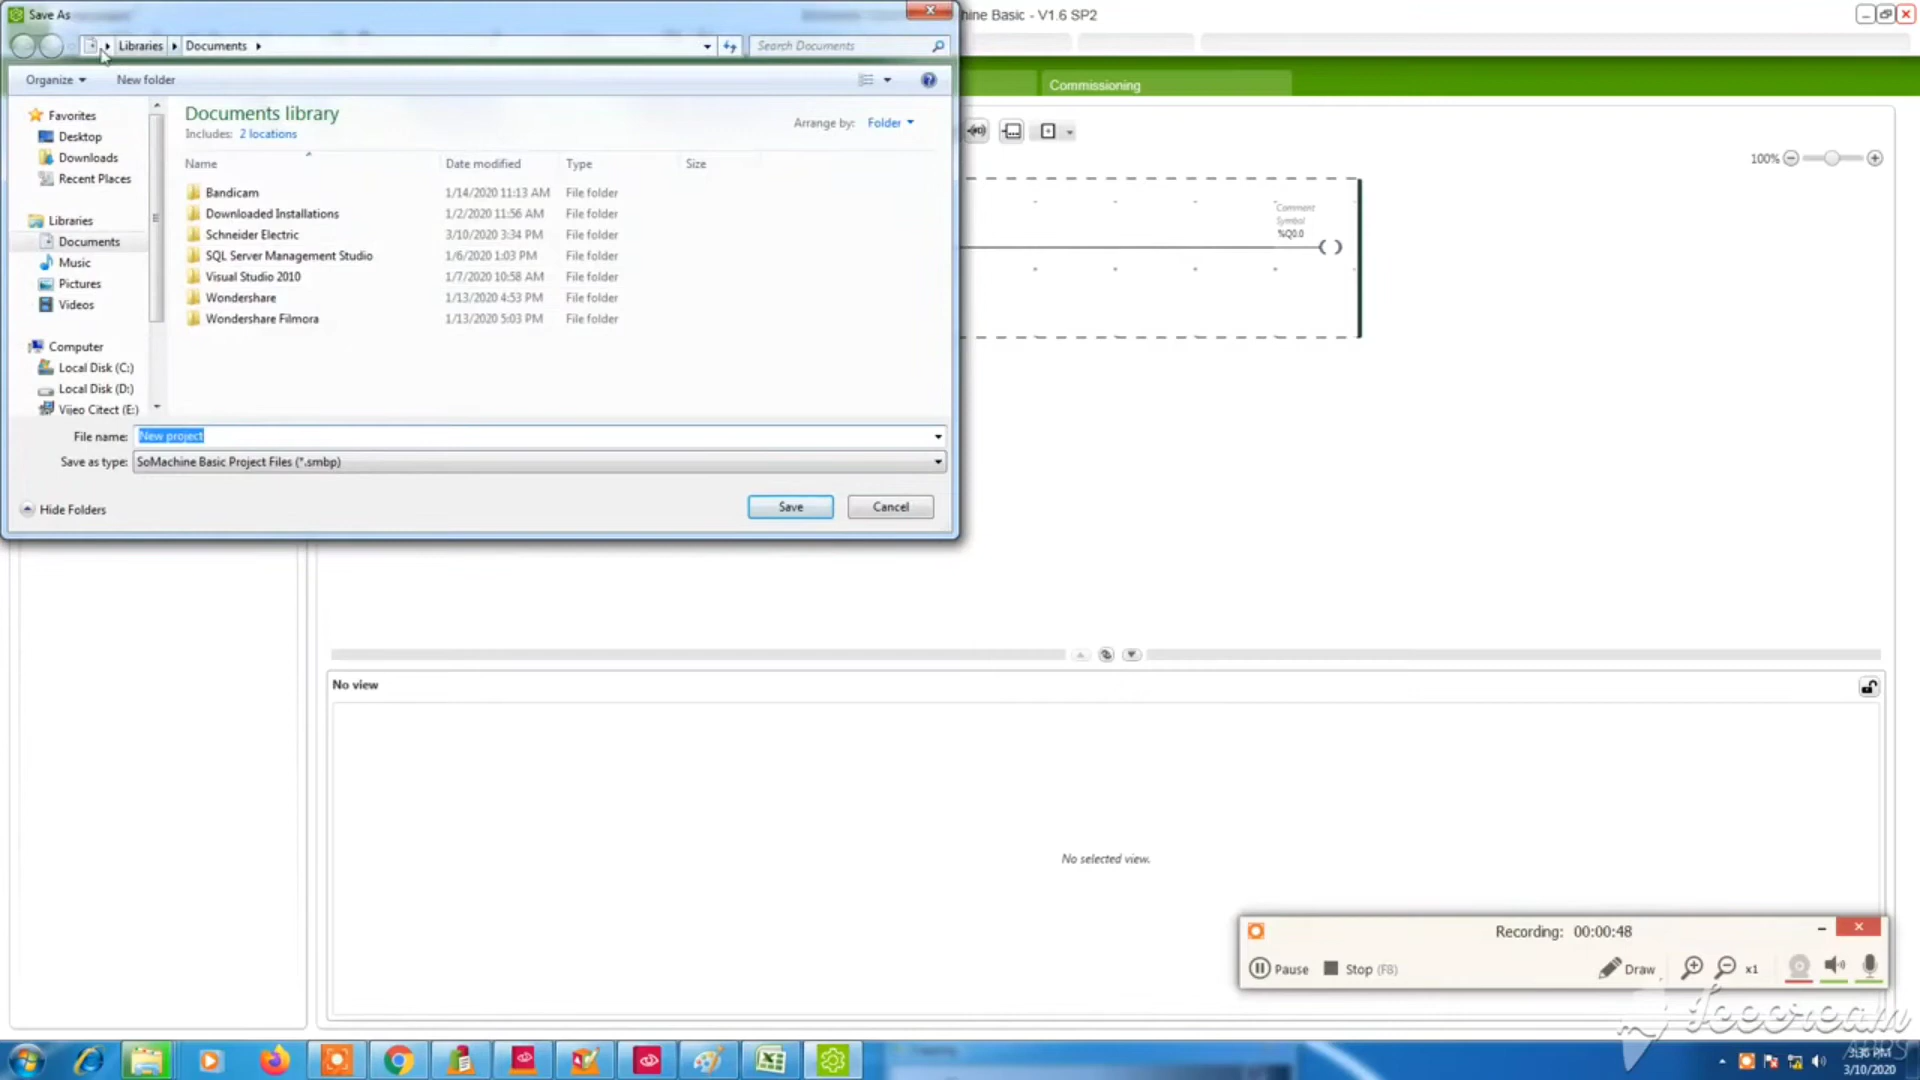 Save As
hine Basic - V1.6 SP2
Libraries
Documents
Search Documents
Organize
New folder
Commissioning
Favorites
Desktop
Downloads
Recent Places
Libraries
Documents
Music
Pictures
Videos
Computer
Local Disk (C:)
Local Disk (D:)
Vijeo Citect (E:)
Documents library
Includes: 2 locations
Arrange by: Folder
Name Date modified Type Size
Bandicam 1/14/2020 11:13 AM File folder
Downloaded Installations 1/2/2020 11:56 AM File folder
Schneider Electric 3/10/2020 3:34 PM File folder
SQL Server Management Studio 1/6/2020 1:03 PM File folder
Visual Studio 2010 1/7/2020 10:58 AM File folder
Wondershare 1/13/2020 4:53 PM File folder
Wondershare Filmora 1/13/2020 5:03 PM File folder
File name: New project
Save as type: SoMachine Basic Project Files (*.smbp)
Hide Folders
Save
Cancel
100%
Comment
Symbol
%Q0.0
No view
No selected view.
Recording: 00:00:48
Pause
Stop (F8)
Draw
x1
Icecream
APPS
3:36 PM
3/10/2020